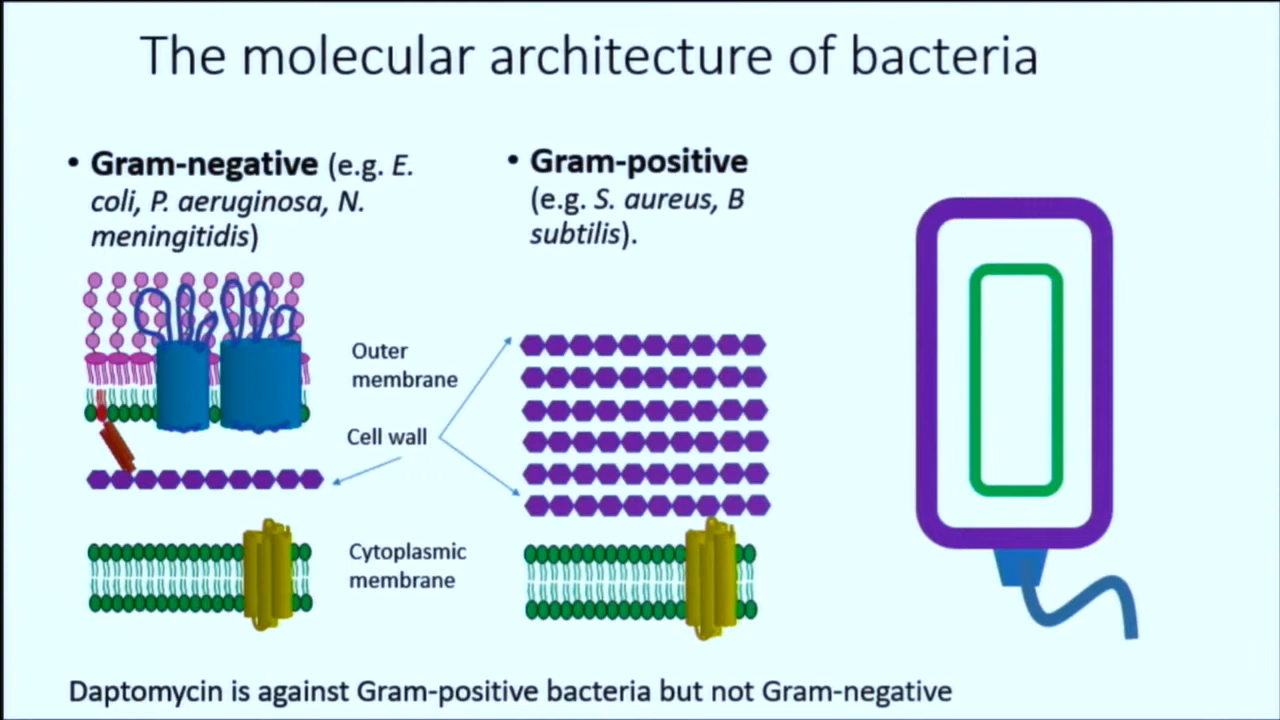 The molecular architecture of bacteria
• Gram-negative (e.g. E.
coli, P. aeruginosa, N.
meningitidis)
• Gram-positive
(e.g. S. aureus, B
subtilis).
Outer
membrane
Cell wall
Cytoplasmic
membrane
Daptomycin is against Gram-positive bacteria but not Gram-negative